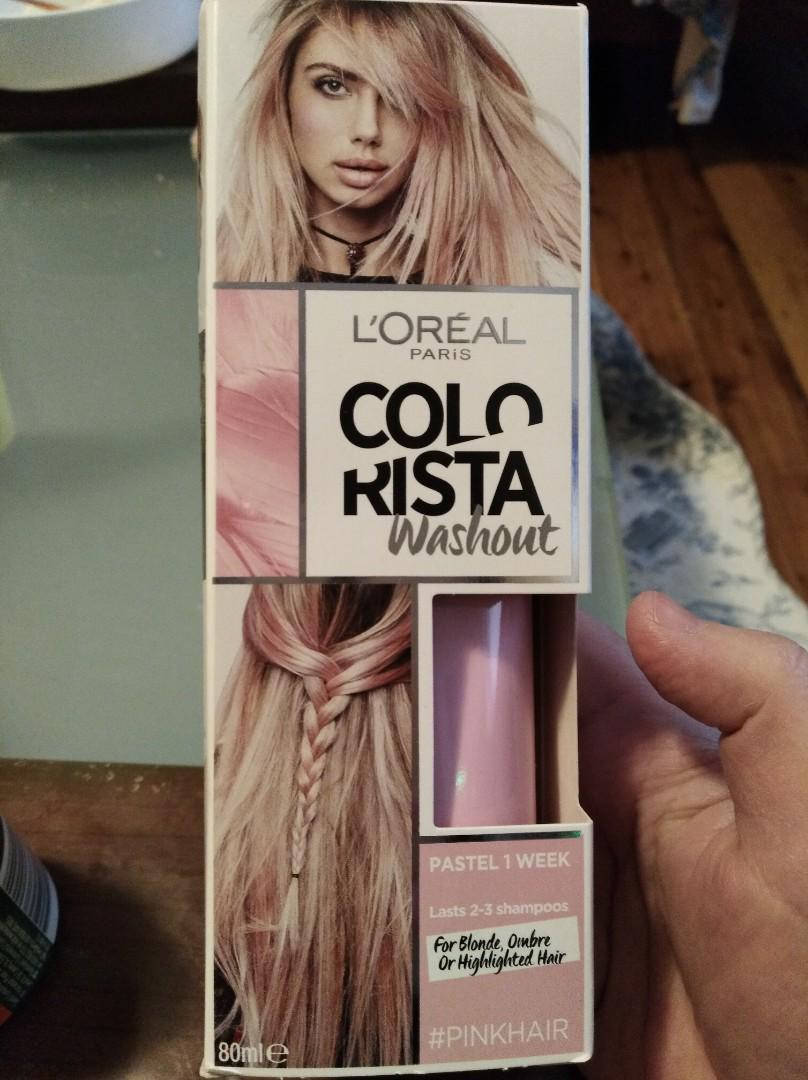 L'ORÉAL
PARiS
COLO
RISTA
Washout
PASTEL 1 WEEK
Lasts 2-3 shampoos
For Blonde, Ombre
Or Highlighted Hair
#PINKHAIR
80ml e